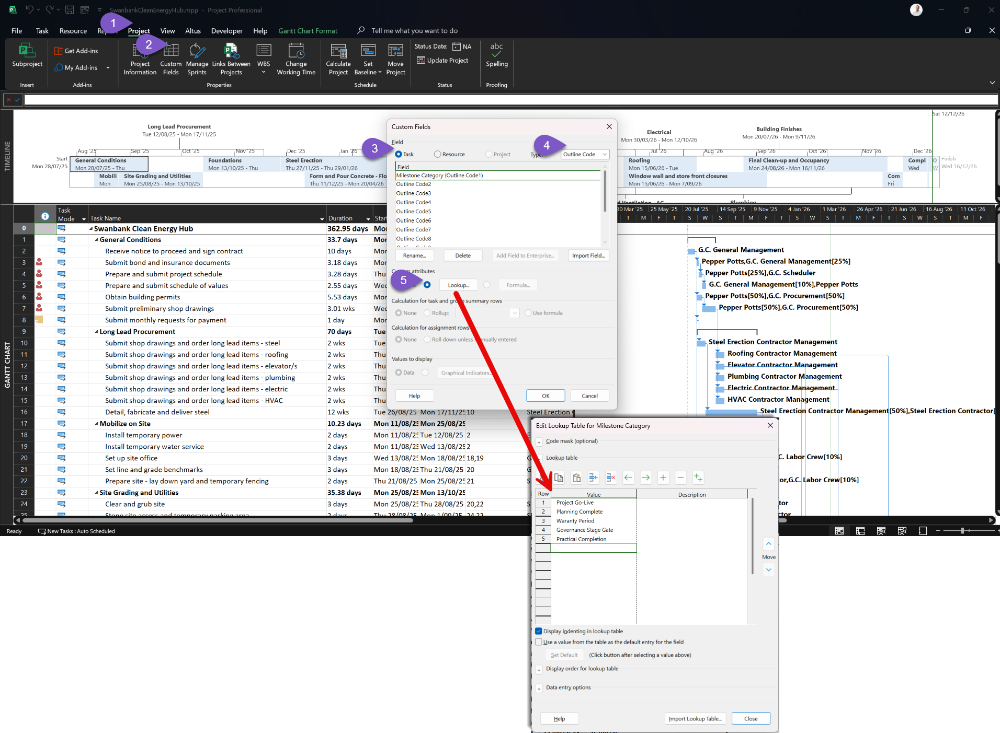 SwanbankCleanEnergyHub.mpp - Project Professional
File Task Resource Project View Altus Developer Help Gantt Chart Format Tell me what you want to do
1
2
Subproject
Get Add-ins
My Add-ins
Project Information
Custom Fields
Manage Sprints
Links Between Projects
WBS
Change Working Time
Calculate Project
Set Baseline
Move Project
Status Date: NA
Update Project
abc
Spelling
Insert Add-ins Properties Schedule Status Proofing
TIMELINE
Long Lead Procurement
Tue 12/08/25 - Mon 17/11/25
Electrical
Mon 30/03/26 - Mon 12/10/26
Building Finishes
Mon 20/07/26 - Mon 9/11/26
Sat 12/12/26
Aug '25 Sep '25 Oct '25 Nov '25 Dec '25 Jan '26 Jul '26 Aug '26 Sep '26 Oct '26 Nov '26 Dec '26
Start
Mon 28/07/25
General Conditions
Mon 28/07/25 - Thu
Foundations
Mon 13/10/25 - Thu
Steel Erection
Thu 27/11/25 - Thu 29/01/26
Roofing
Mon 15/06/26 - Tue
Final Clean-up and Occupancy
Mon 24/08/26 - Mon 16/11/26
Compl
Wed
O
W
Finish
Wed 16/12/26
Mobili
Mon
Site Grading and Utilities
Mon 25/08/25 - Mon 13/10/25
Form and Pour Concrete - Flo
Thu 11/12/25 - Mon 20/04/26
Window wall and store front closures
Mon 15/06/26 - Mon 7/09/26
Com
Fri
Plumbing
Custom Fields
Field
3
4
Task Resource Project Type: Outline Code
Field
Milestone Category (Outline Code1)
Outline Code2
Outline Code3
Outline Code4
Outline Code5
Outline Code6
Outline Code7
Outline Code8
Rename... Delete Add Field to Enterprise... Import Field...
attributes
5
Lookup... Formula...
Calculation for task and group summary rows
None Rollup: Use formula
Calculation for assignment rows
None Roll down unless manually entered
Values to display
Data Graphical Indicators...
Help OK Cancel
GANTT CHART
Task Mode Task Name Duration Start
0 Swanbank Clean Energy Hub 362.95 days Mon
1 General Conditions 33.7 days Mon
2 Receive notice to proceed and sign contract 10 days Mon
3 Submit bond and insurance documents 3.18 days Mon
4 Prepare and submit project schedule 3.28 days Thu
5 Prepare and submit schedule of values 2.55 days Wed
6 Obtain building permits 5.53 days Mon
7 Submit preliminary shop drawings 3.01 wks Wed
8 Submit monthly requests for payment 1 day Mon
9 Long Lead Procurement 70 days Tue
10 Submit shop drawings and order long lead items - steel 2 wks Tue
11 Submit shop drawings and order long lead items - roofing 2 wks Thu
12 Submit shop drawings and order long lead items - elevator/s 2 wks Thu
13 Submit shop drawings and order long lead items - plumbing 2 wks Thu
14 Submit shop drawings and order long lead items - electric 2 wks Thu
15 Submit shop drawings and order long lead items - HVAC 2 wks Thu
16 Detail, fabricate and deliver steel 12 wks Tue 26/08/25 Mon 17/11/25 10 Steel Erection
17 Mobilize on Site 10.23 days Mon 11/08/25 Mon 25/08/25
18 Install temporary power 2 days Mon 11/08/25 Tue 12/08/25 2
19 Install temporary water service 2 days Mon 11/08/25 Wed 13/08/25 2
20 Set up site office 3 days Wed 13/08/25 Mon 18/08/25 18,19
21 Set line and grade benchmarks 3 days Mon 18/08/25 Thu 21/08/25 20
22 Prepare site - lay down yard and temporary fencing 2 days Thu 21/08/25 Mon 25/08/25 21
23 Site Grading and Utilities 35.38 days Mon 25/08/25 Mon 13/10/25
24 Clear and grub site 3 days Mon 25/08/25 Thu 28/08/25 20,22
25 Stone site access and temporary parking area 2 days Thu 28/08/25 Mon 1/09/25 24,22
30 Mar '25 25 May '25 20 Jul '25 14 Sep '25 9 Nov '25 4 Jan '26 1 Mar '26 26 Apr '26 21 Jun '26 16 Aug '26 11 Oct '26
T M F T S W S T M F T S W S T M F T S W S T M F
G.C. General Management
Pepper Potts,G.C. General Management[25%]
Pepper Potts[25%],G.C. Scheduler
G.C. General Management[10%],Pepper Potts
Pepper Potts[50%],G.C. Procurement[50%]
Pepper Potts[50%],G.C. Procurement[50%]
Steel Erection Contractor Management
Roofing Contractor Management
Elevator Contractor Management
Plumbing Contractor Management
Electric Contractor Management
HVAC Contractor Management
Steel Erection Contractor Management[50%],Steel Erection Contractor[
C. Labor Crew[10%]
or,G.C. Labor Crew[10%]
tor
ctor
Ready New Tasks : Auto Scheduled
Edit Lookup Table for Milestone Category
Code mask (optional)
Lookup table
Row Value Description
1 Project Go-Live
2 Planning Complete
3 Waranty Period
4 Governance Stage Gate
5 Practical Completion
Move
Display indenting in lookup table
Use a value from the table as the default entry for the field
Set Default (Click button after selecting a value above)
Display order for lookup table
Data entry options
Help Import Lookup Table... Close